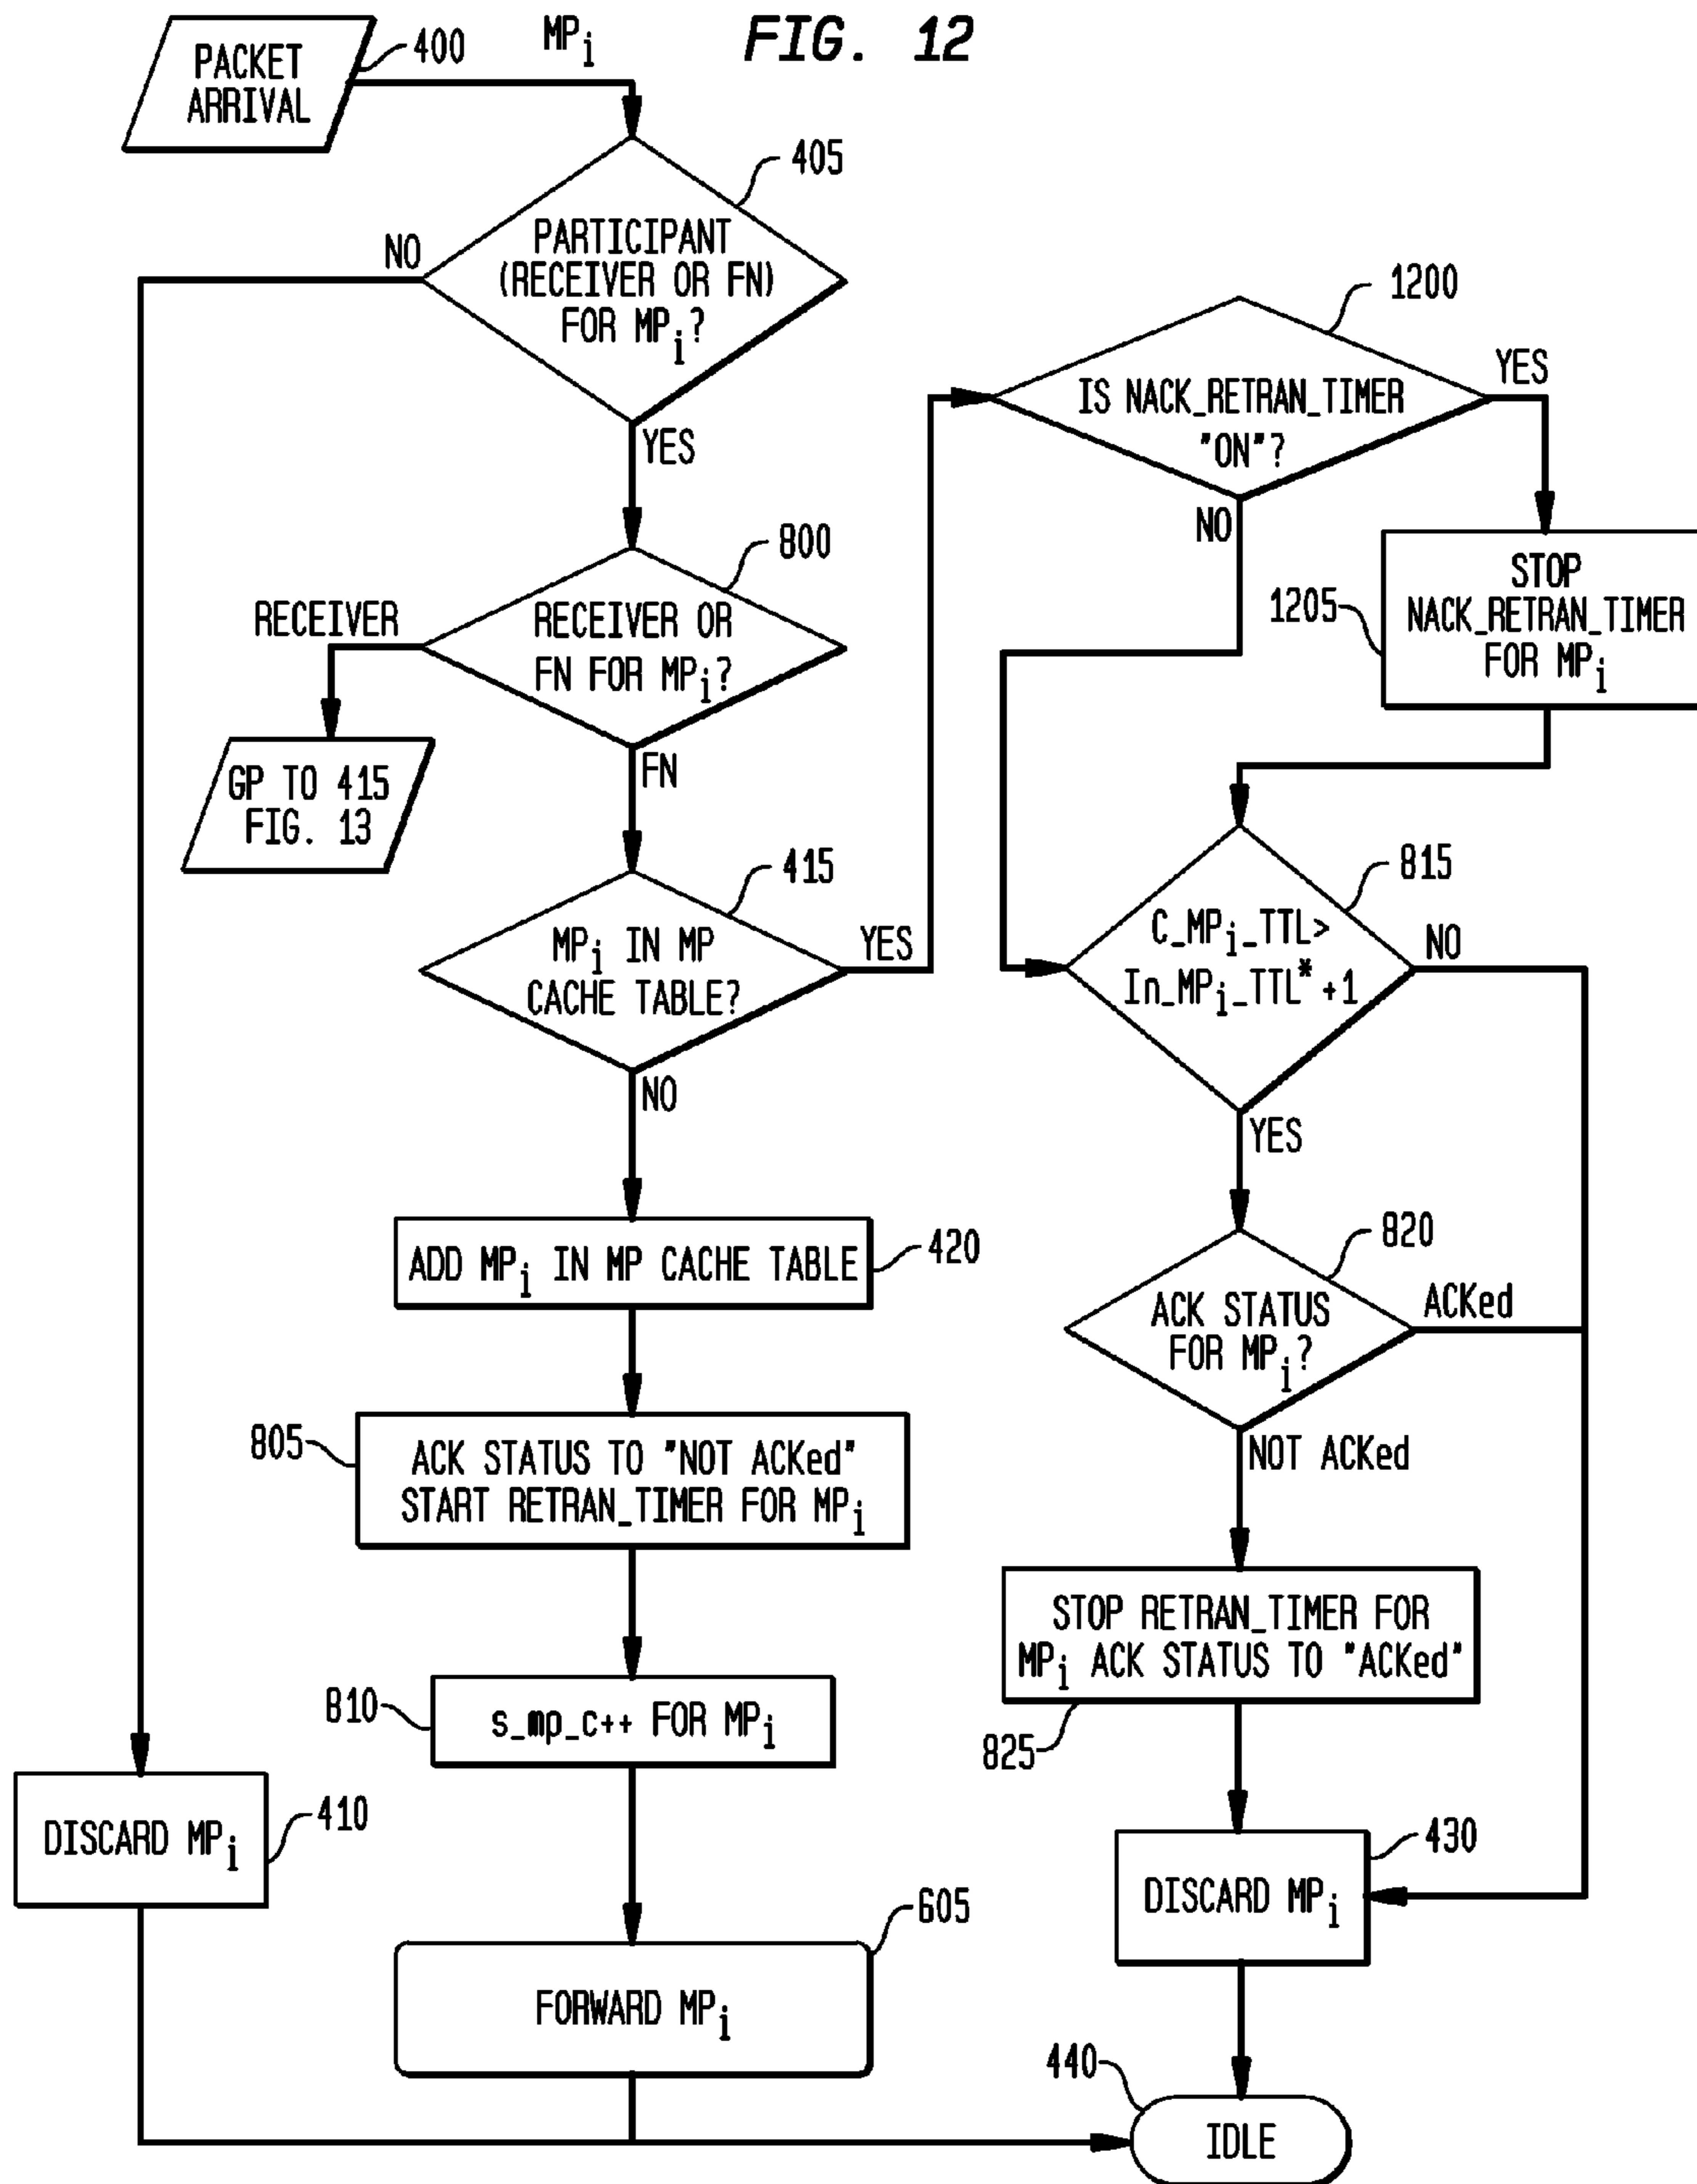 FIG. 12
PACKET
ARRIVAL
400
MPi
405
PARTICIPANT
(RECEIVER OR FN)
FOR MPi?
NO
YES
800
RECEIVER OR
FN FOR MPi?
RECEIVER
GP TO 415
FIG. 13
FN
415
MPi IN MP
CACHE TABLE?
YES
NO
ADD MPi IN MP CACHE TABLE
420
805
ACK STATUS TO "NOT ACKed"
START RETRAN_TIMER FOR MPi
810
s_mp_c++ FOR MPi
DISCARD MPi
410
605
FORWARD MPi
1200
IS NACK_RETRAN_TIMER
"ON"?
YES
NO
1205
STOP
NACK_RETRAN_TIMER
FOR MPi
815
C_MPi_TTL>
In_MPi_TTL*+1
NO
YES
820
ACK STATUS
FOR MPi?
ACKed
NOT ACKed
STOP RETRAN_TIMER FOR
MPi ACK STATUS TO "ACKed"
825
430
DISCARD MPi
440
IDLE